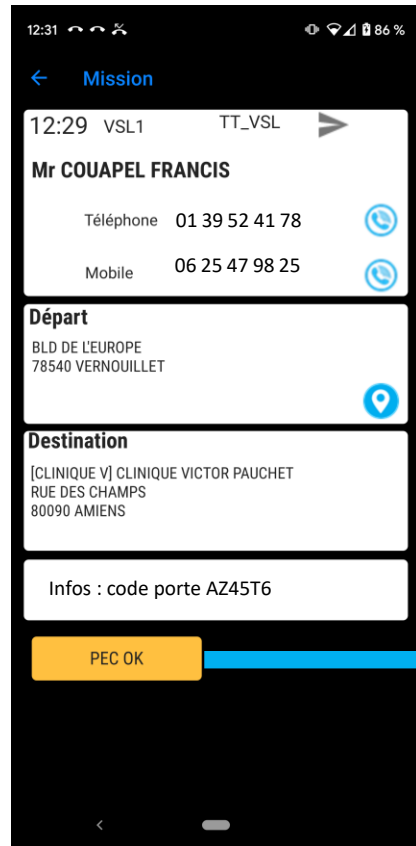 12:31 86 %
Mission
12:29 VSL1 TT_VSL
Mr COUAPEL FRANCIS
Téléphone 01 39 52 41 78
Mobile 06 25 47 98 25
Départ
BLD DE L'EUROPE
78540 VERNOUILLET
Destination
[CLINIQUE V] CLINIQUE VICTOR PAUCHET
RUE DES CHAMPS
80090 AMIENS
Infos : code porte AZ45T6
PEC OK